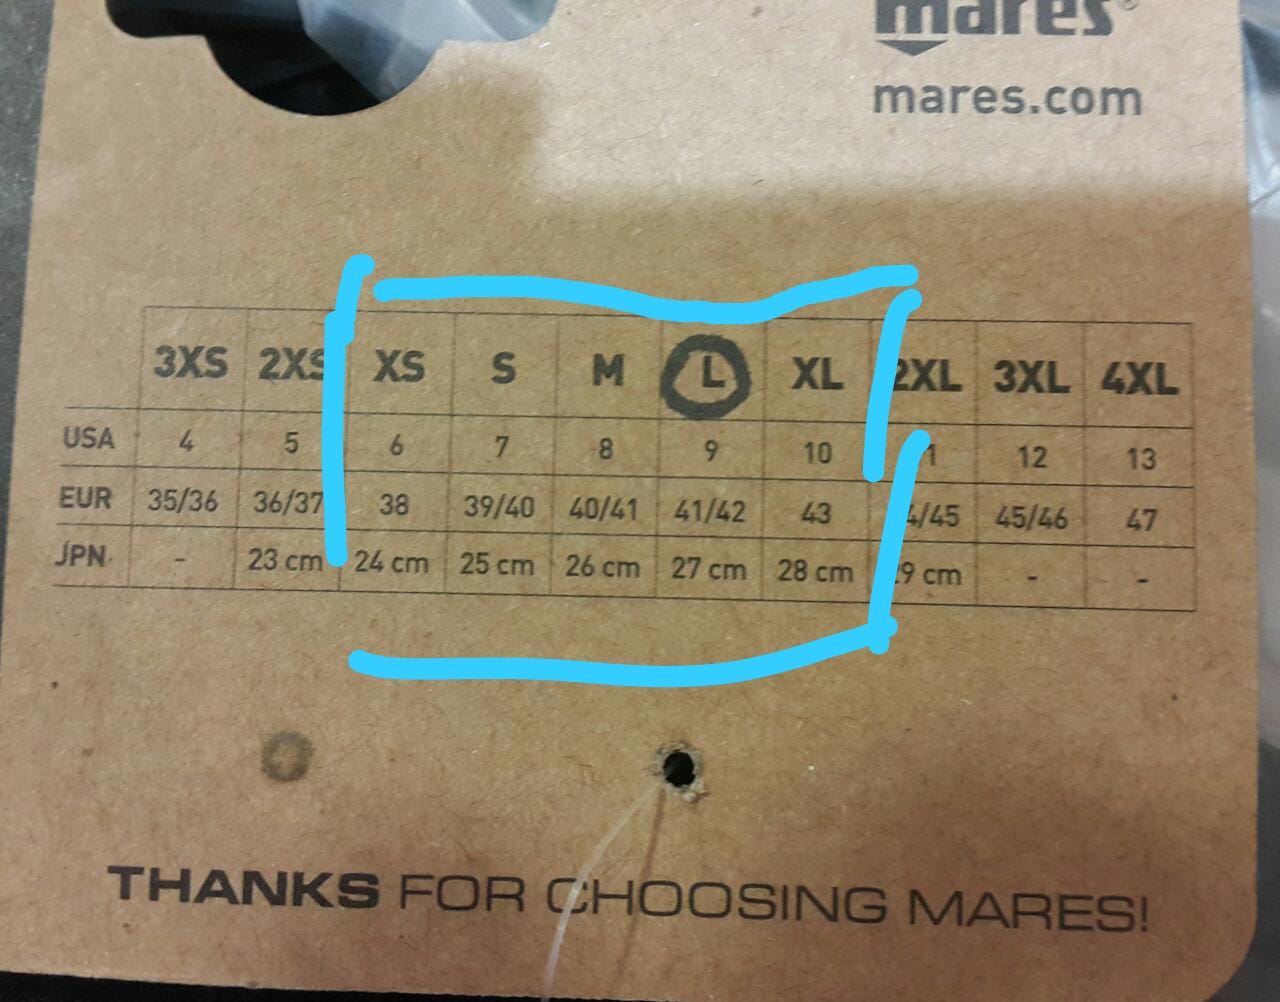 mares®
mares.com
3XS 2XS XS S M L XL 2XL 3XL 4XL
USA 4 5 6 7 8 9 10 12 13
EUR 35/36 36/37 38 39/40 40/41 41/42 43 45/46 47
JPN - 23 cm 24 cm 25 cm 26 cm 27 cm 28 cm - -
THANKS FOR CHOOSING MARES!